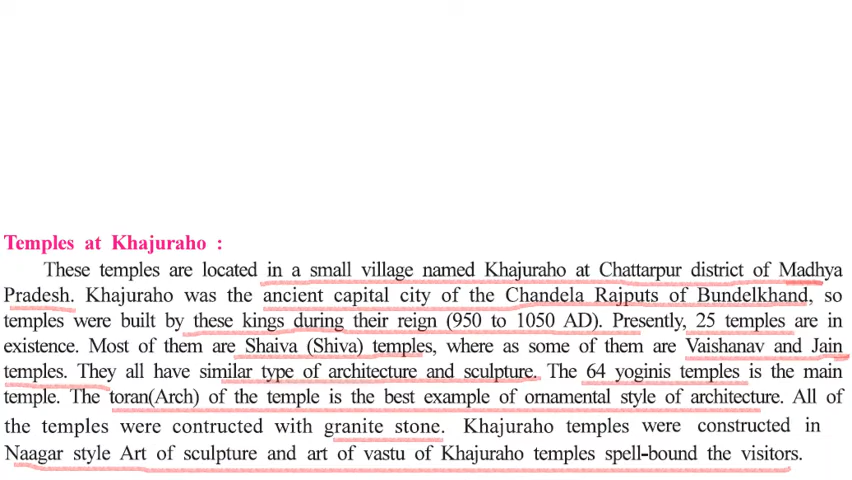 Temples at Khajuraho :
These temples are located in a small village named Khajuraho at Chattarpur district of Madhya
Pradesh. Khajuraho was the ancient capital city of the Chandela Rajputs of Bundelkhand, so
temples were built by these kings during their reign (950 to 1050 AD). Presently, 25 temples are in
existence. Most of them are Shaiva (Shiva) temples, where as some of them are Vaishanav and Jain
temples. They all have similar type of architecture and sculpture. The 64 yoginis temples is the main
temple. The toran(Arch) of the temple is the best example of ornamental style of architecture. All of
the temples were contructed with granite stone. Khajuraho temples were constructed in
Naagar style Art of sculpture and art of vastu of Khajuraho temples spell-bound the visitors.